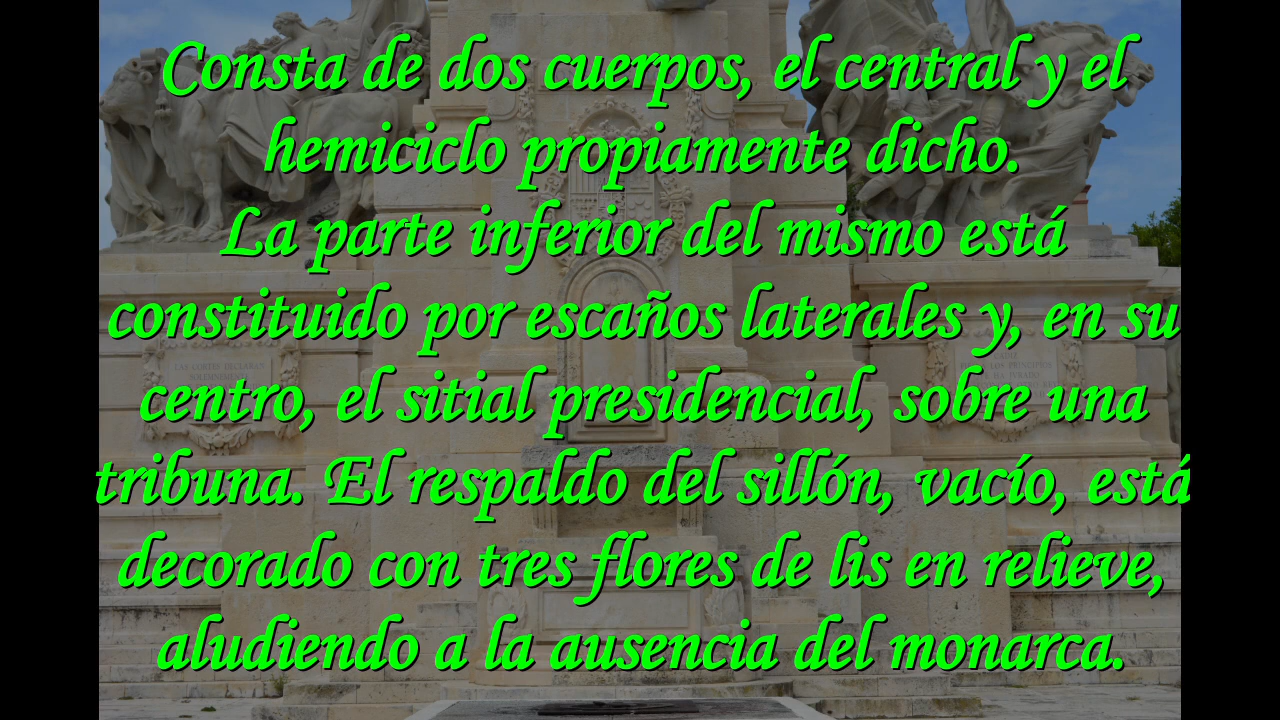 Consta de dos cuerpos, el central y el
hemiciclo propiamente dicho.
La parte inferior del mismo está
constituido por escaños laterales y, en su
centro, el sitial presidencial, sobre una
tribuna. El respaldo del sillón, vacío, está
decorado con tres flores de lis en relieve,
aludiendo a la ausencia del monarca.